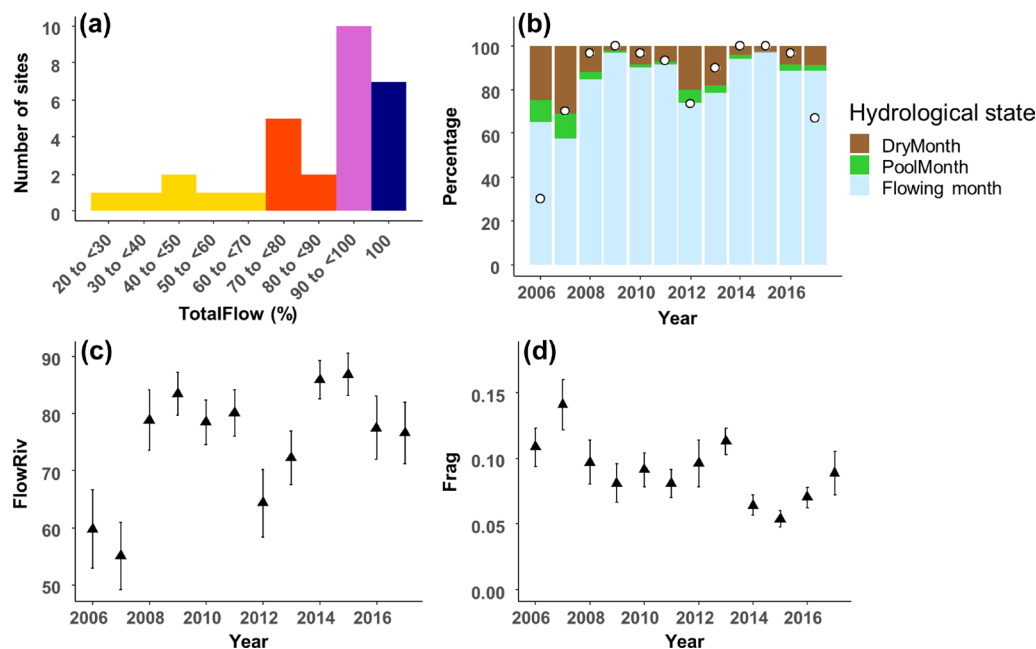 (a)
Number of sites
10
8
6
4
2
0
20 to <30
30 to <40
40 to <50
50 to <60
60 to <70
70 to <80
80 to <90
90 to <100
100
TotalFlow (%)
(b)
Percentage
100
80
60
40
20
0
2006 2008 2010 2012 2014 2016
Year
Hydrological state
DryMonth
PoolMonth
Flowing month
(c)
FlowRiv
90
80
70
60
50
2006 2008 2010 2012 2014 2016
Year
(d)
Frag
0.15
0.10
0.05
0.00
2006 2008 2010 2012 2014 2016
Year